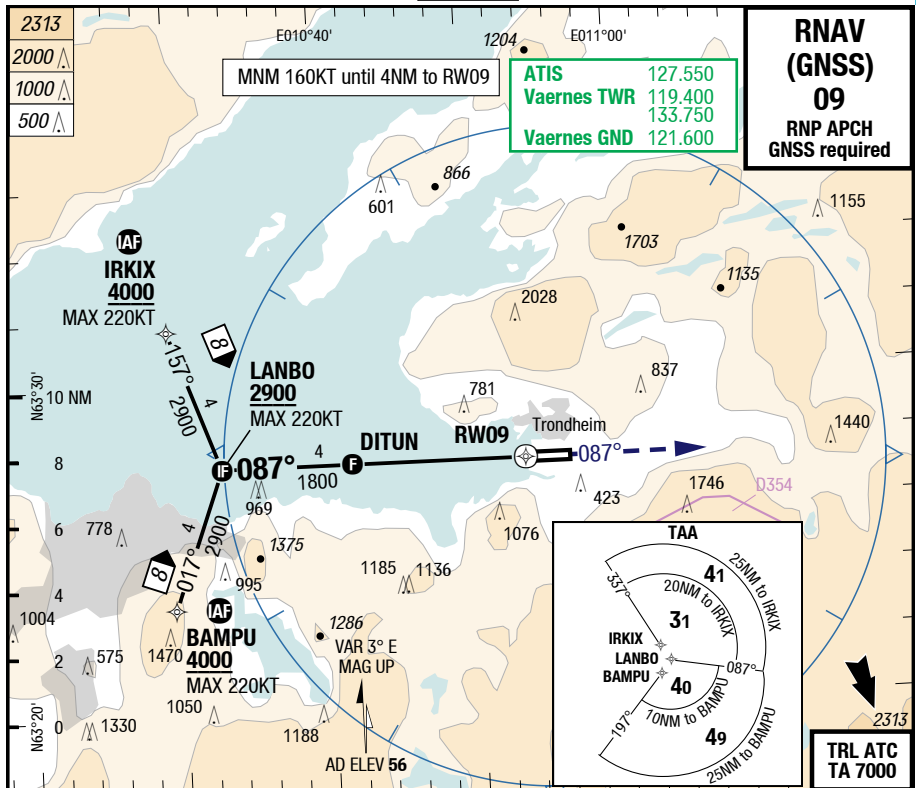 2313
2000
1000
500
E010°40'
1204
E011°00'
MNM 160KT until 4NM to RW09
ATIS 127.550
Vaernes TWR 119.400
133.750
Vaernes GND 121.600
RNAV
(GNSS)
09
RNP APCH
GNSS required
866
601
1155
1703
1135
2028
IAF
IRKIX
4000
MAX 220KT
8
157°
4
2900
LANBO
2900
MAX 220KT
N63°30'
10 NM
837
781
Trondheim
1440
DITUN
RW09
8
IF
087°
4
1800
F
087°
969
423
1746
D354
6
778
4
2900
1375
1076
8
017°
995
1185
1136
4
IAF
BAMPU
4000
MAX 220KT
1004
1470
575
2
1286
VAR 3° E
MAG UP
1050
1188
N63°20'
0
1330
AD ELEV 56
TAA
337°
41
25NM to IRKIX
20NM to IRKIX
31
IRKIX
LANBO
BAMPU
087°
40
10NM to BAMPU
197°
49
25NM to BAMPU
2313
TRL ATC
TA 7000